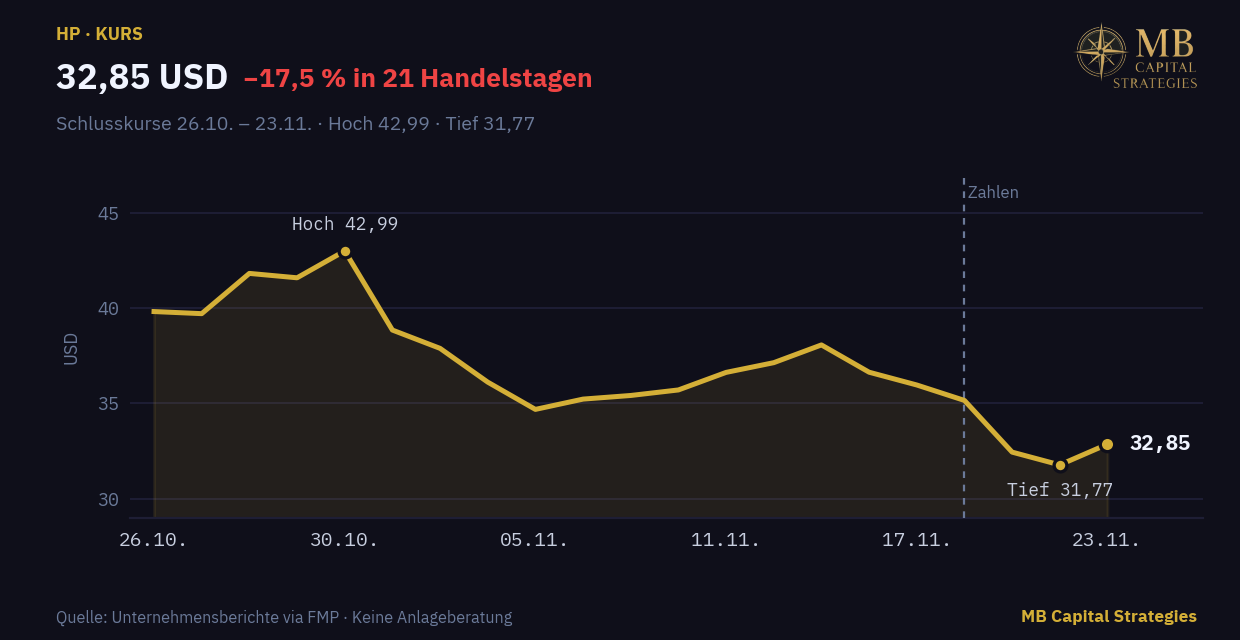 HP · KURS
32,85 USD –17,5 % in 21 Handelstagen
Schlusskurse 26.10. – 23.11. · Hoch 42,99 · Tief 31,77
MB
CAPITAL
STRATEGIES
Zahlen
45
Hoch 42,99
40
USD
35
32,85
Tief 31,77
30
26.10. 30.10. 05.11. 11.11. 17.11. 23.11.
Quelle: Unternehmensberichte via FMP · Keine Anlageberatung
MB Capital Strategies